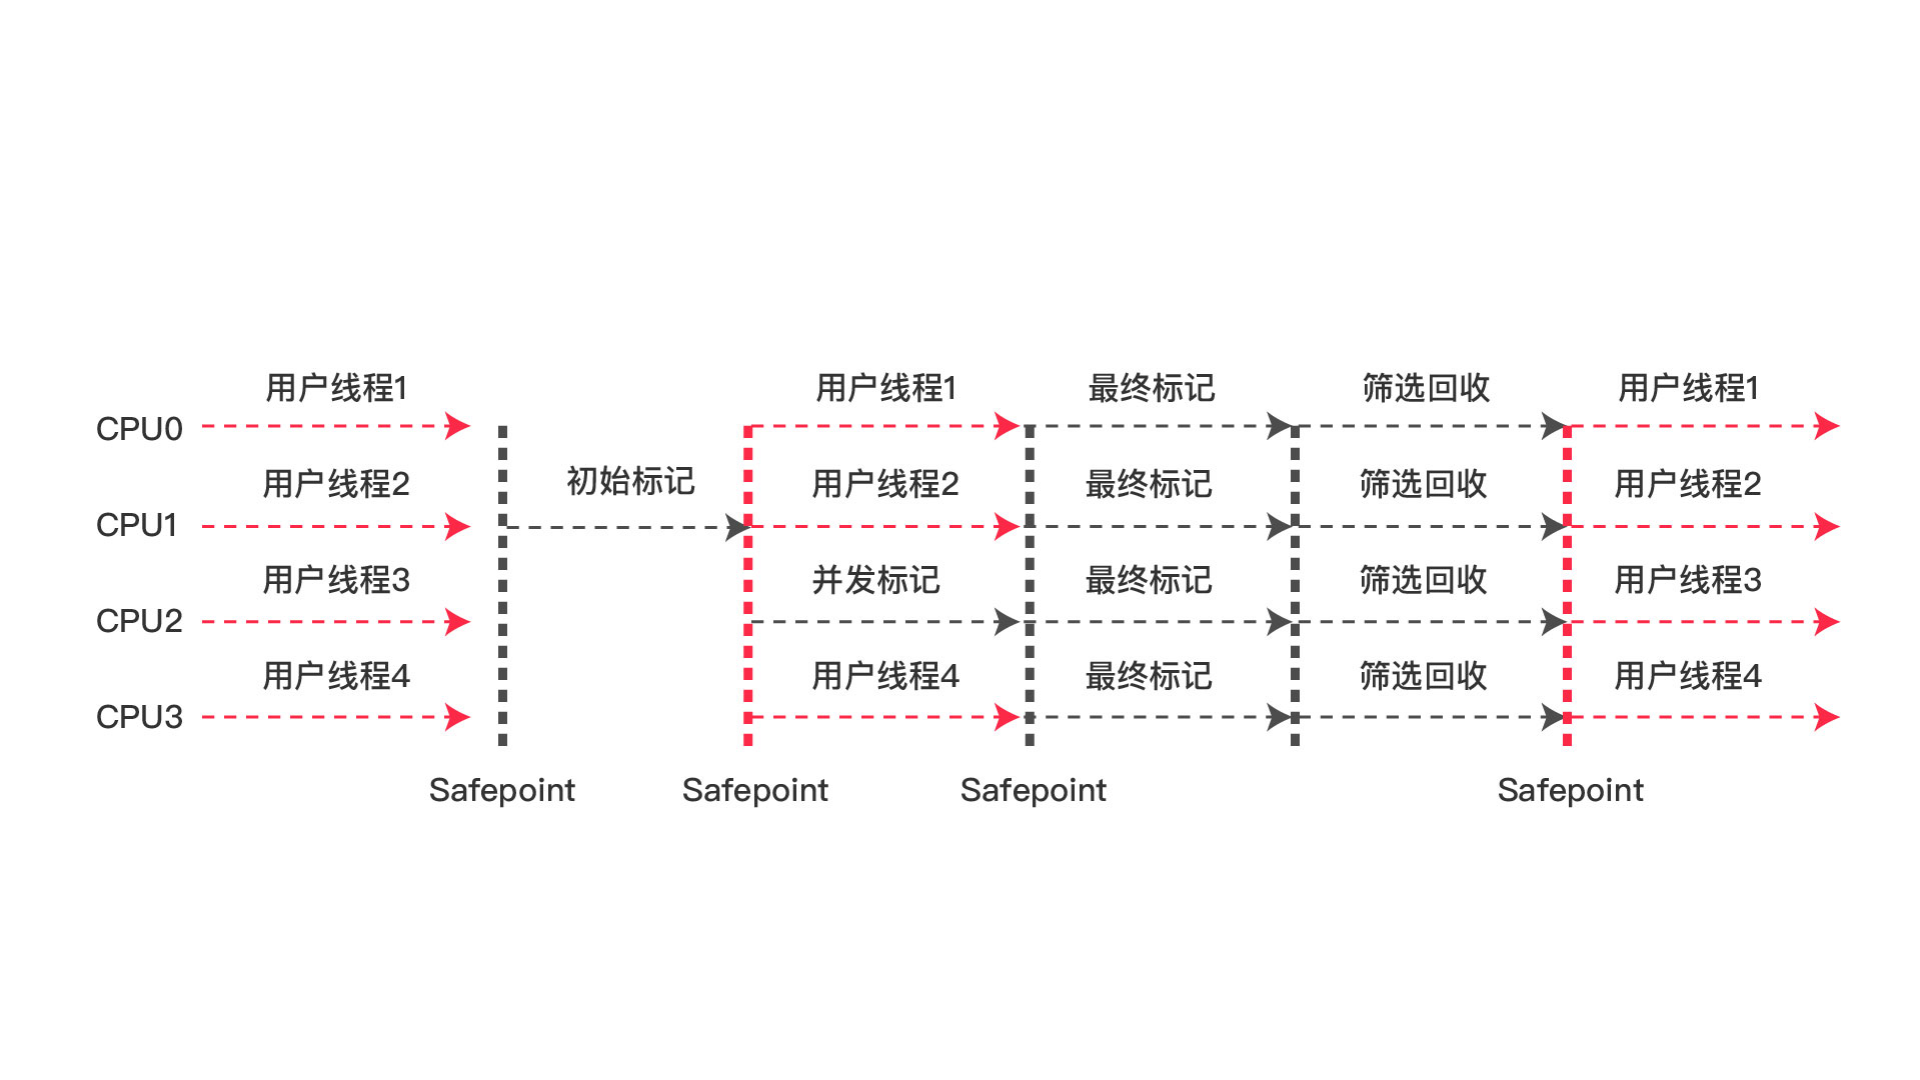 用户线程1 用户线程1 最终标记 筛选回收 用户线程1
CPU0
用户线程2 初始标记 用户线程2 最终标记 筛选回收 用户线程2
CPU1
用户线程3 并发标记 最终标记 筛选回收 用户线程3
CPU2
用户线程4 用户线程4 最终标记 筛选回收 用户线程4
CPU3
Safepoint Safepoint Safepoint Safepoint